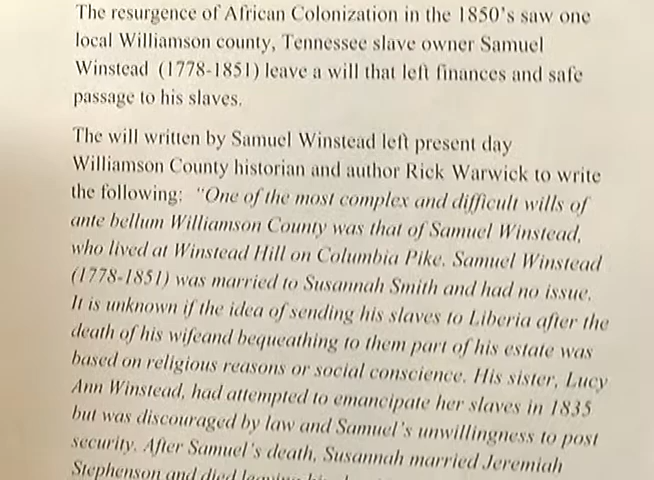 The resurgence of African Colonization in the 1850's saw one
local Williamson county, Tennessee slave owner Samuel
Winstead (1778-1851) leave a will that left finances and safe
passage to his slaves.
The will written by Samuel Winstead left present day
Williamson County historian and author Rick Warwick to write
the following: "One of the most complex and difficult wills of
ante bellum Williamson County was that of Samuel Winstead,
who lived at Winstead Hill on Columbia Pike. Samuel Winstead
(1778-1851) was married to Susannah Smith and had no issue.
It is unknown if the idea of sending his slaves to Liberia after the
death of his wifeand bequeathing to them part of his estate was
based on religious reasons or social conscience. His sister, Lucy
Ann Winstead, had attempted to emancipate her slaves in 1835
but was discouraged by law and Samuel's unwillingness to post
security. After Samuel's death, Susannah married Jeremiah
Stephenson and died leaving